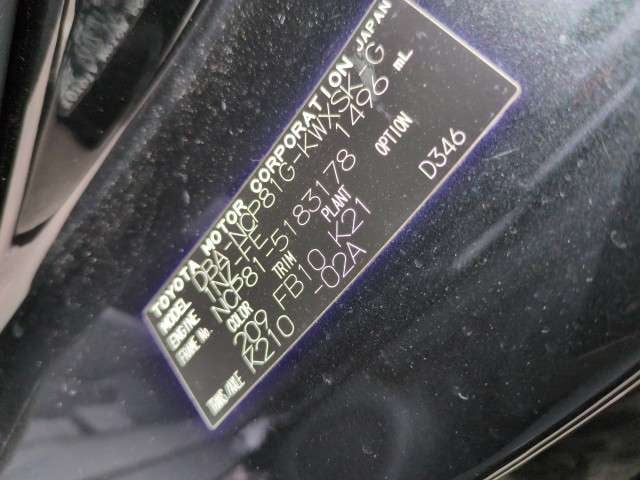 TOYOTA MOTOR CORPORATION JAPAN
MODEL DBA-NCP81G-KWXSK-G
ENGINE 1NZ-FE 1496 mL
FRAME No. NCP81-5183178
COLOR TRIM PLANT OPTION
209 FB10 K21 D346
TRANS/AXLE K210 -02A